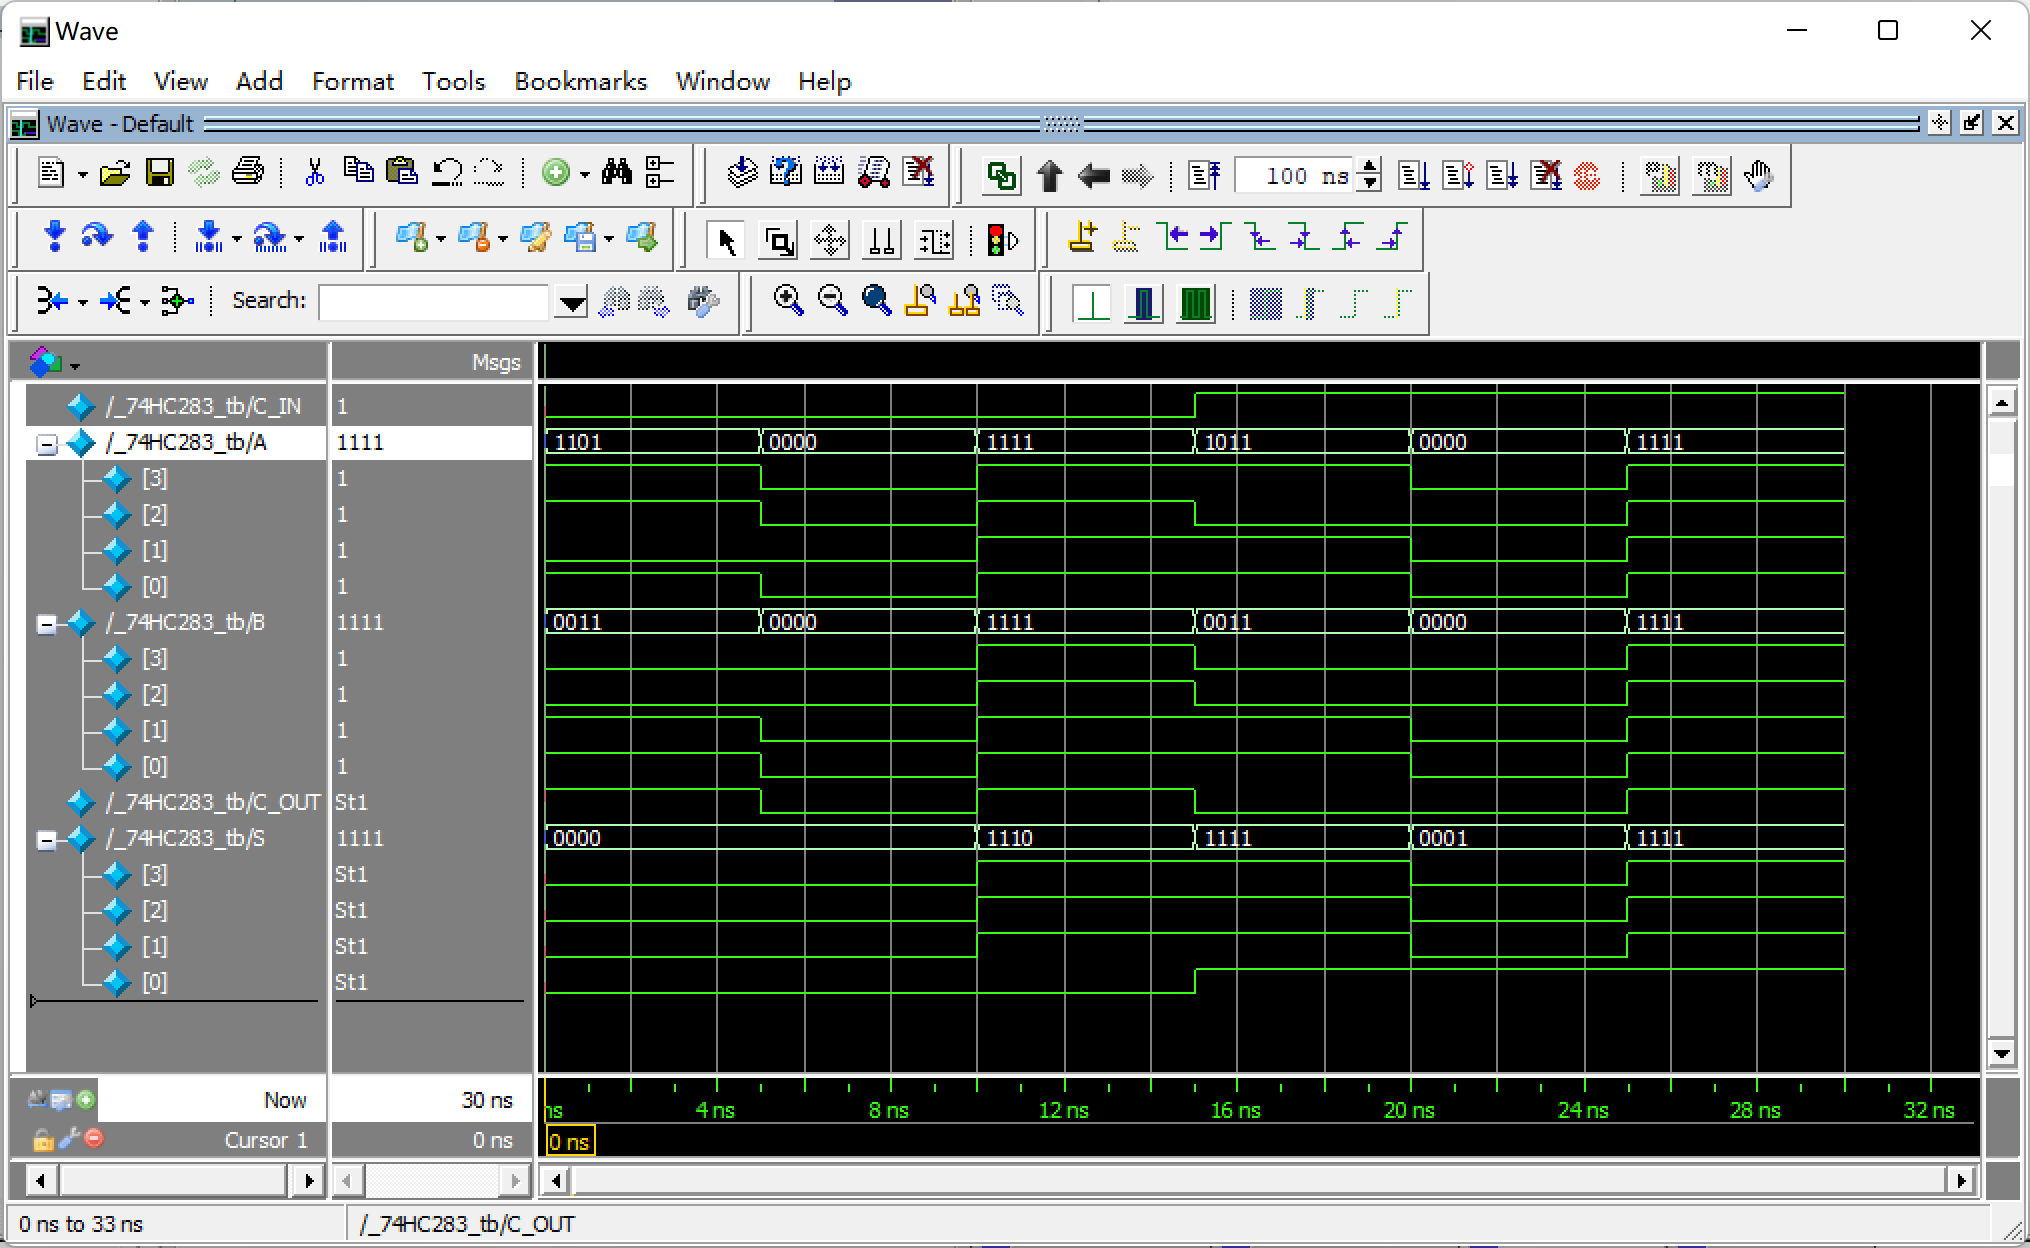 Wave
File Edit View Add Format Tools Bookmarks Window Help
Wave - Default
100 ns
Search:
Msgs
/_74HC283_tb/C_IN 1
/_74HC283_tb/A 1111 1101 0000 1111 1011 0000 1111
[3] 1
[2] 1
[1] 1
[0] 1
/_74HC283_tb/B 1111 0011 0000 1111 0011 0000 1111
[3] 1
[2] 1
[1] 1
[0] 1
/_74HC283_tb/C_OUT St1
/_74HC283_tb/S 1111 0000 1110 1111 0001 1111
[3] St1
[2] St1
[1] St1
[0] St1
Now 30 ns ns 4 ns 8 ns 12 ns 16 ns 20 ns 24 ns 28 ns 32 ns
Cursor 1 0 ns 0 ns
0 ns to 33 ns /_74HC283_tb/C_OUT